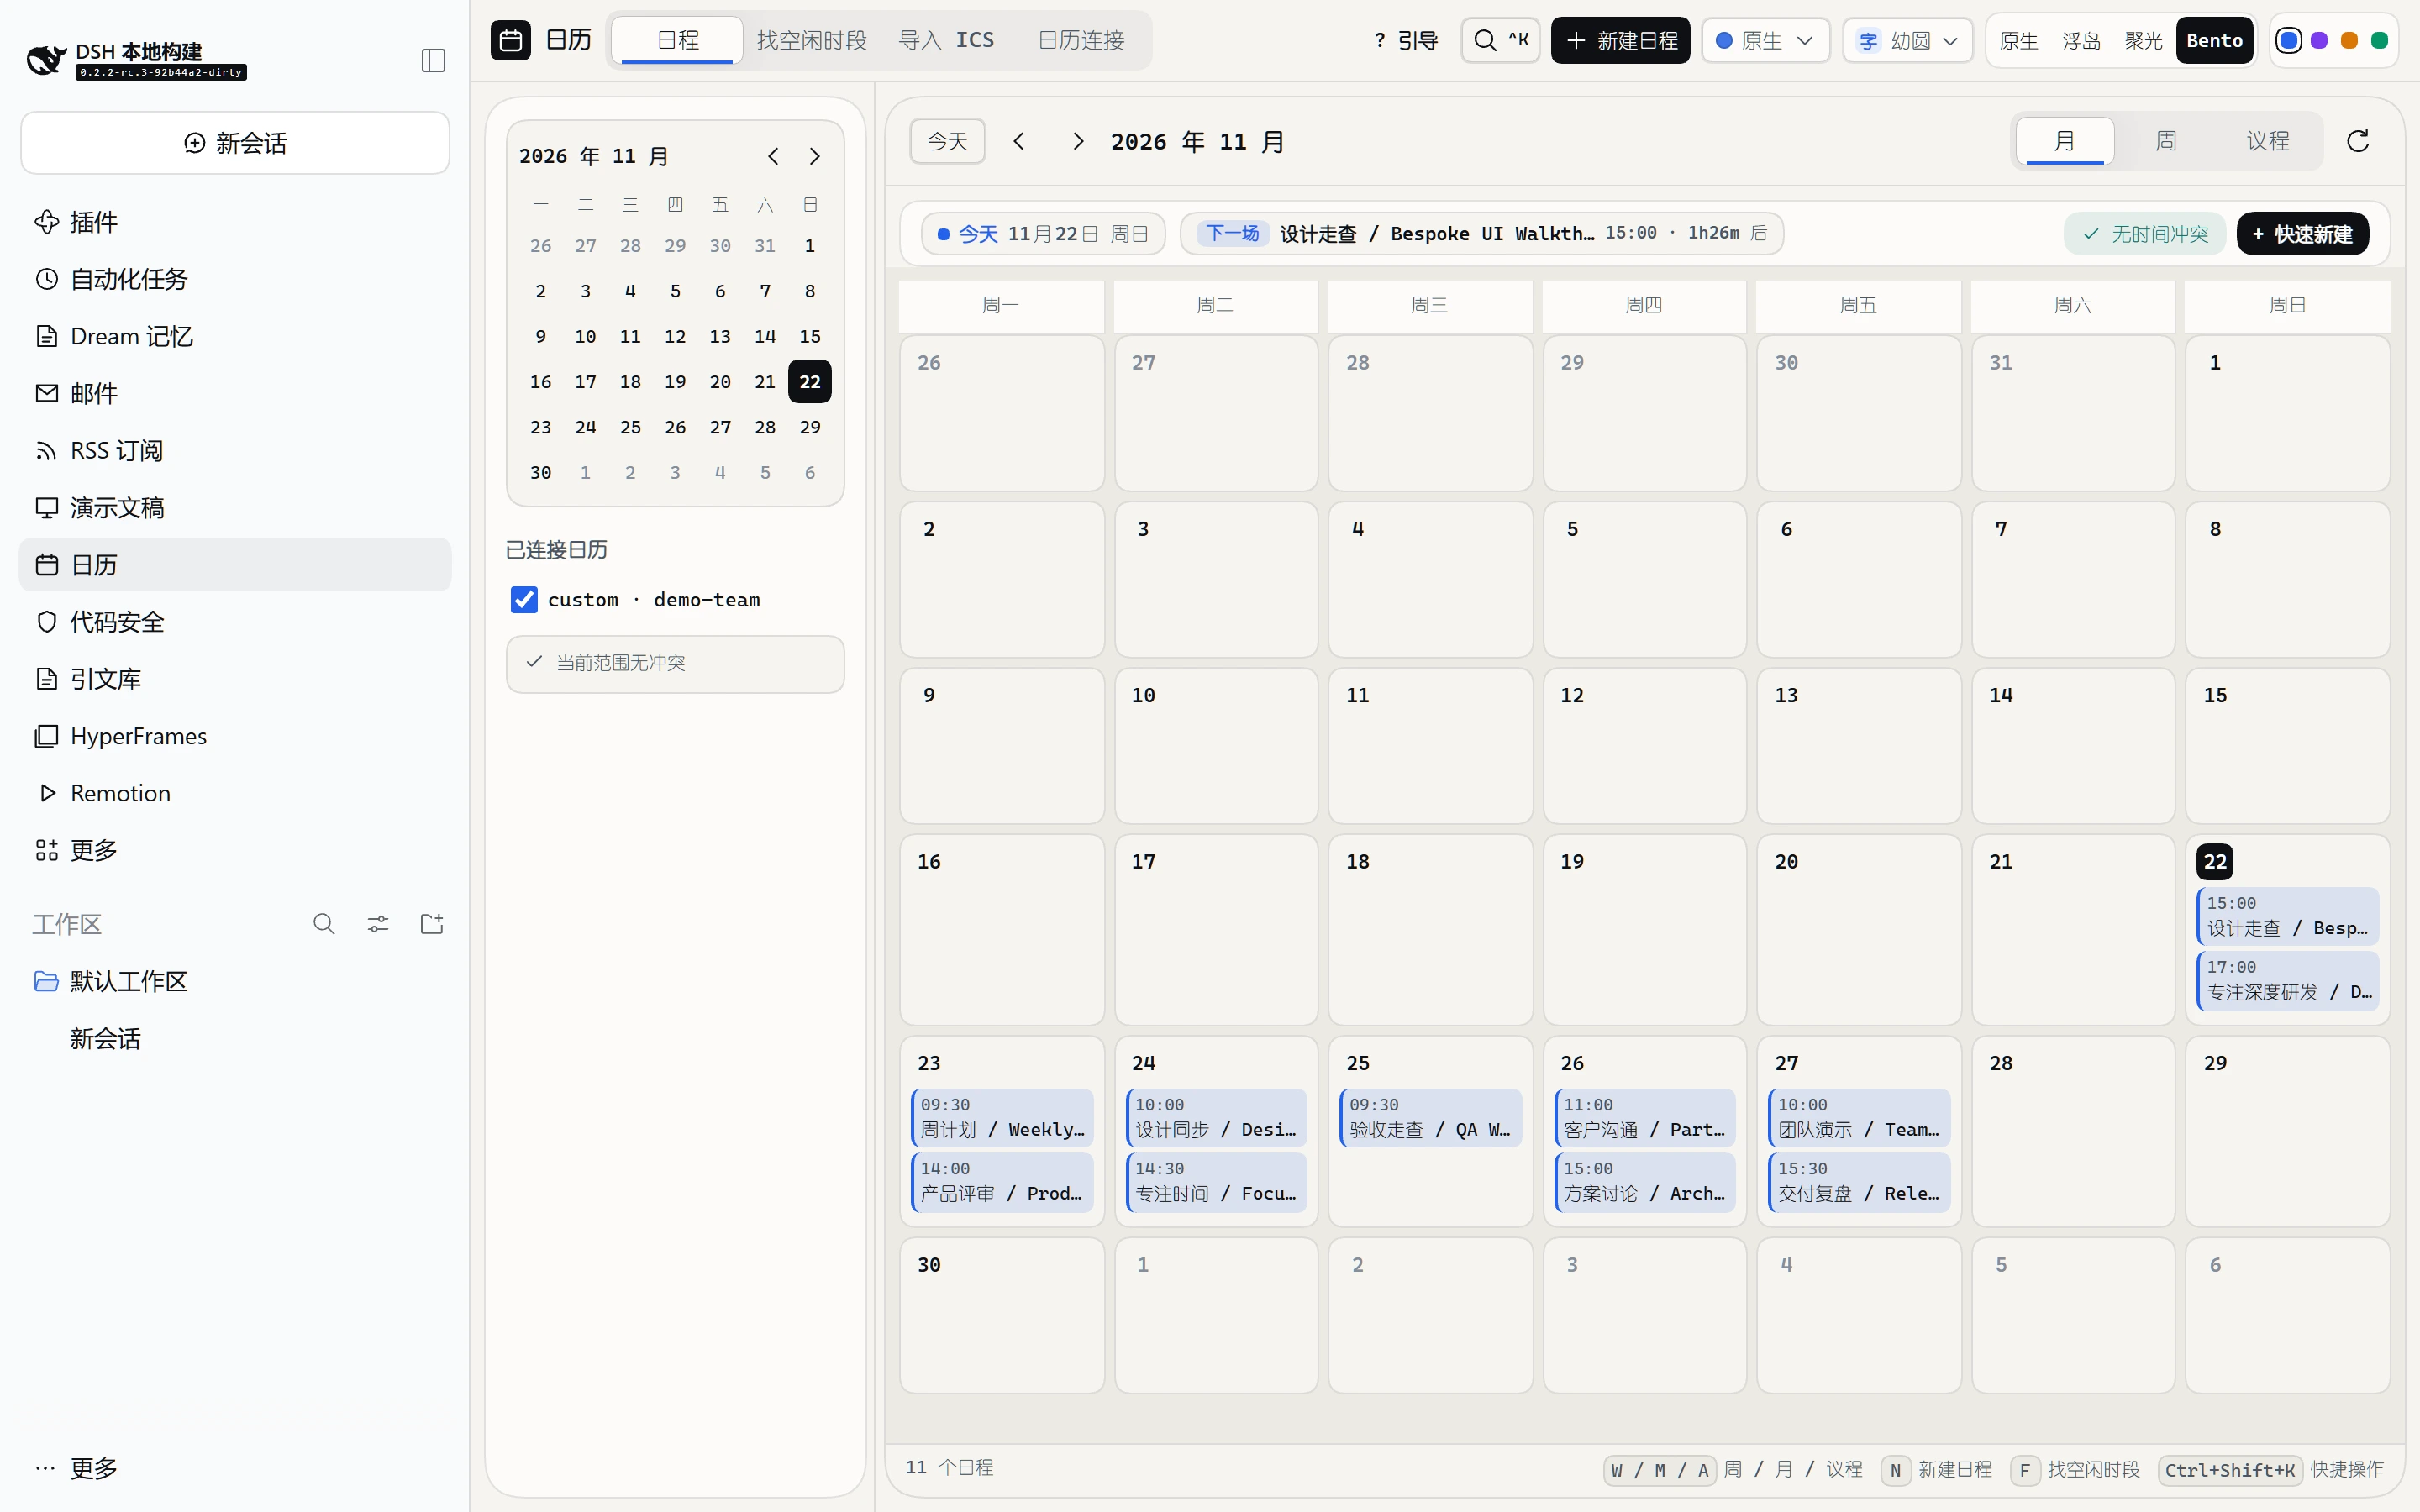 DSH 本地构建
0.2.2-rc.3-92b44a2-dirty
新会话
插件
自动化任务
Dream 记忆
邮件
RSS 订阅
演示文稿
日历
代码安全
引文库
HyperFrames
Remotion
更多
工作区
默认工作区
新会话
更多
日历 日程 找空闲时段 导入 ICS 日历连接 ? 引导 ^K + 新建日程 原生 字 幼圆 原生 浮岛 聚光 Bento
2026 年 11 月
一 二 三 四 五 六 日
26 27 28 29 30 31 1
2 3 4 5 6 7 8
9 10 11 12 13 14 15
16 17 18 19 20 21 22
23 24 25 26 27 28 29
30 1 2 3 4 5 6
已连接日历
custom · demo-team
当前范围无冲突
今天 2026 年 11 月 月 周 议程
今天 11月22日 周日 下一场 设计走查 / Bespoke UI Walkth… 15:00 · 1h26m 后 无时间冲突 + 快速新建
周一 周二 周三 周四 周五 周六 周日
26 27 28 29 30 31 1
2 3 4 5 6 7 8
9 10 11 12 13 14 15
16 17 18 19 20 21 22
15:00
设计走查 / Besp…
17:00
专注深度研发 / D…
23 24 25 26 27 28 29
09:30 10:00 09:30 11:00 10:00
周计划 / Weekly… 设计同步 / Desi… 验收走查 / QA W… 客户沟通 / Part… 团队演示 / Team…
14:00 14:30 15:00 15:30
产品评审 / Prod… 专注时间 / Focu… 方案讨论 / Arch… 交付复盘 / Rele…
30 1 2 3 4 5 6
11 个日程 W / M / A 周 / 月 / 议程 N 新建日程 F 找空闲时段 Ctrl+Shift+K 快捷操作